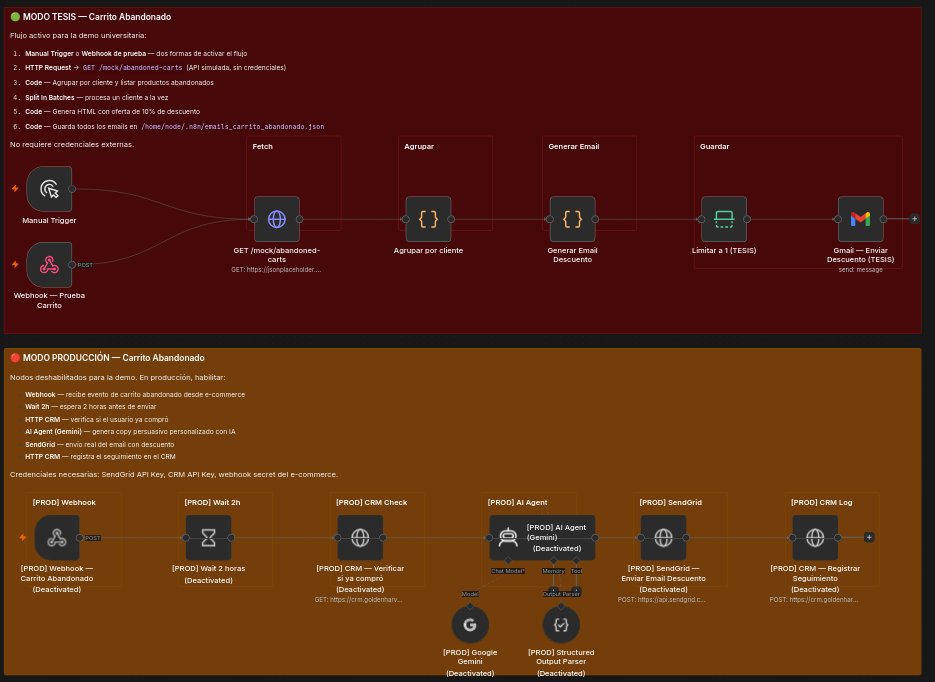 🟢 MODO TESIS — Carrito Abandonado
Flujo activo para la demo universitaria:
1. Manual Trigger o Webhook de prueba — dos formas de activar el flujo
2. HTTP Request → GET /mock/abandoned-carts (API simulada, sin credenciales)
3. Code — Agrupar por cliente y listar productos abandonados
4. Split In Batches — procesa un cliente a la vez
5. Code — Genera HTML con oferta de 10% de descuento
6. Code — Guarda todos los emails en /home/node/.n8n/emails_carrito_abandonado.json
No requiere credenciales externas.
Fetch
Agrupar
Generar Email
Guardar
Manual Trigger
POST
Webhook — Prueba
Carrito
GET /mock/abandoned-
carts
GET: https://jsonplaceholder....
Agrupar por cliente
Generar Email
Descuento
Limitar a 1 (TESIS)
Gmail — Enviar
Descuento (TESIS)
send: message
🔴 MODO PRODUCCIÓN — Carrito Abandonado
Nodos deshabilitados para la demo. En producción, habilitar:
Webhook — recibe evento de carrito abandonado desde e-commerce
Wait 2h — espera 2 horas antes de enviar
HTTP CRM — verifica si el usuario ya compró
AI Agent (Gemini) — genera copy persuasivo personalizado con IA
SendGrid — envío real del email con descuento
HTTP CRM — registra el seguimiento en el CRM
Credenciales necesarias: SendGrid API Key, CRM API Key, webhook secret del e-commerce.
[PROD] Webhook
[PROD] Wait 2h
[PROD] CRM Check
[PROD] AI Agent
[PROD] SendGrid
[PROD] CRM Log
POST
[PROD] Webhook —
Carrito Abandonado
(Deactivated)
[PROD] Wait 2 horas
(Deactivated)
[PROD] CRM — Verificar
si ya compró
(Deactivated)
GET: https://crm.goldenharv...
[PROD] AI Agent
(Gemini)
(Deactivated)
Chat Model*
Memory
Tool
Model
Output Parser
[PROD] SendGrid —
Enviar Email Descuento
(Deactivated)
POST: https://api.sendgrid.c...
[PROD] CRM — Registrar
Seguimiento
(Deactivated)
POST: https://crm.goldenhar...
[PROD] Google
Gemini
(Deactivated)
[PROD] Structured
Output Parser
(Deactivated)